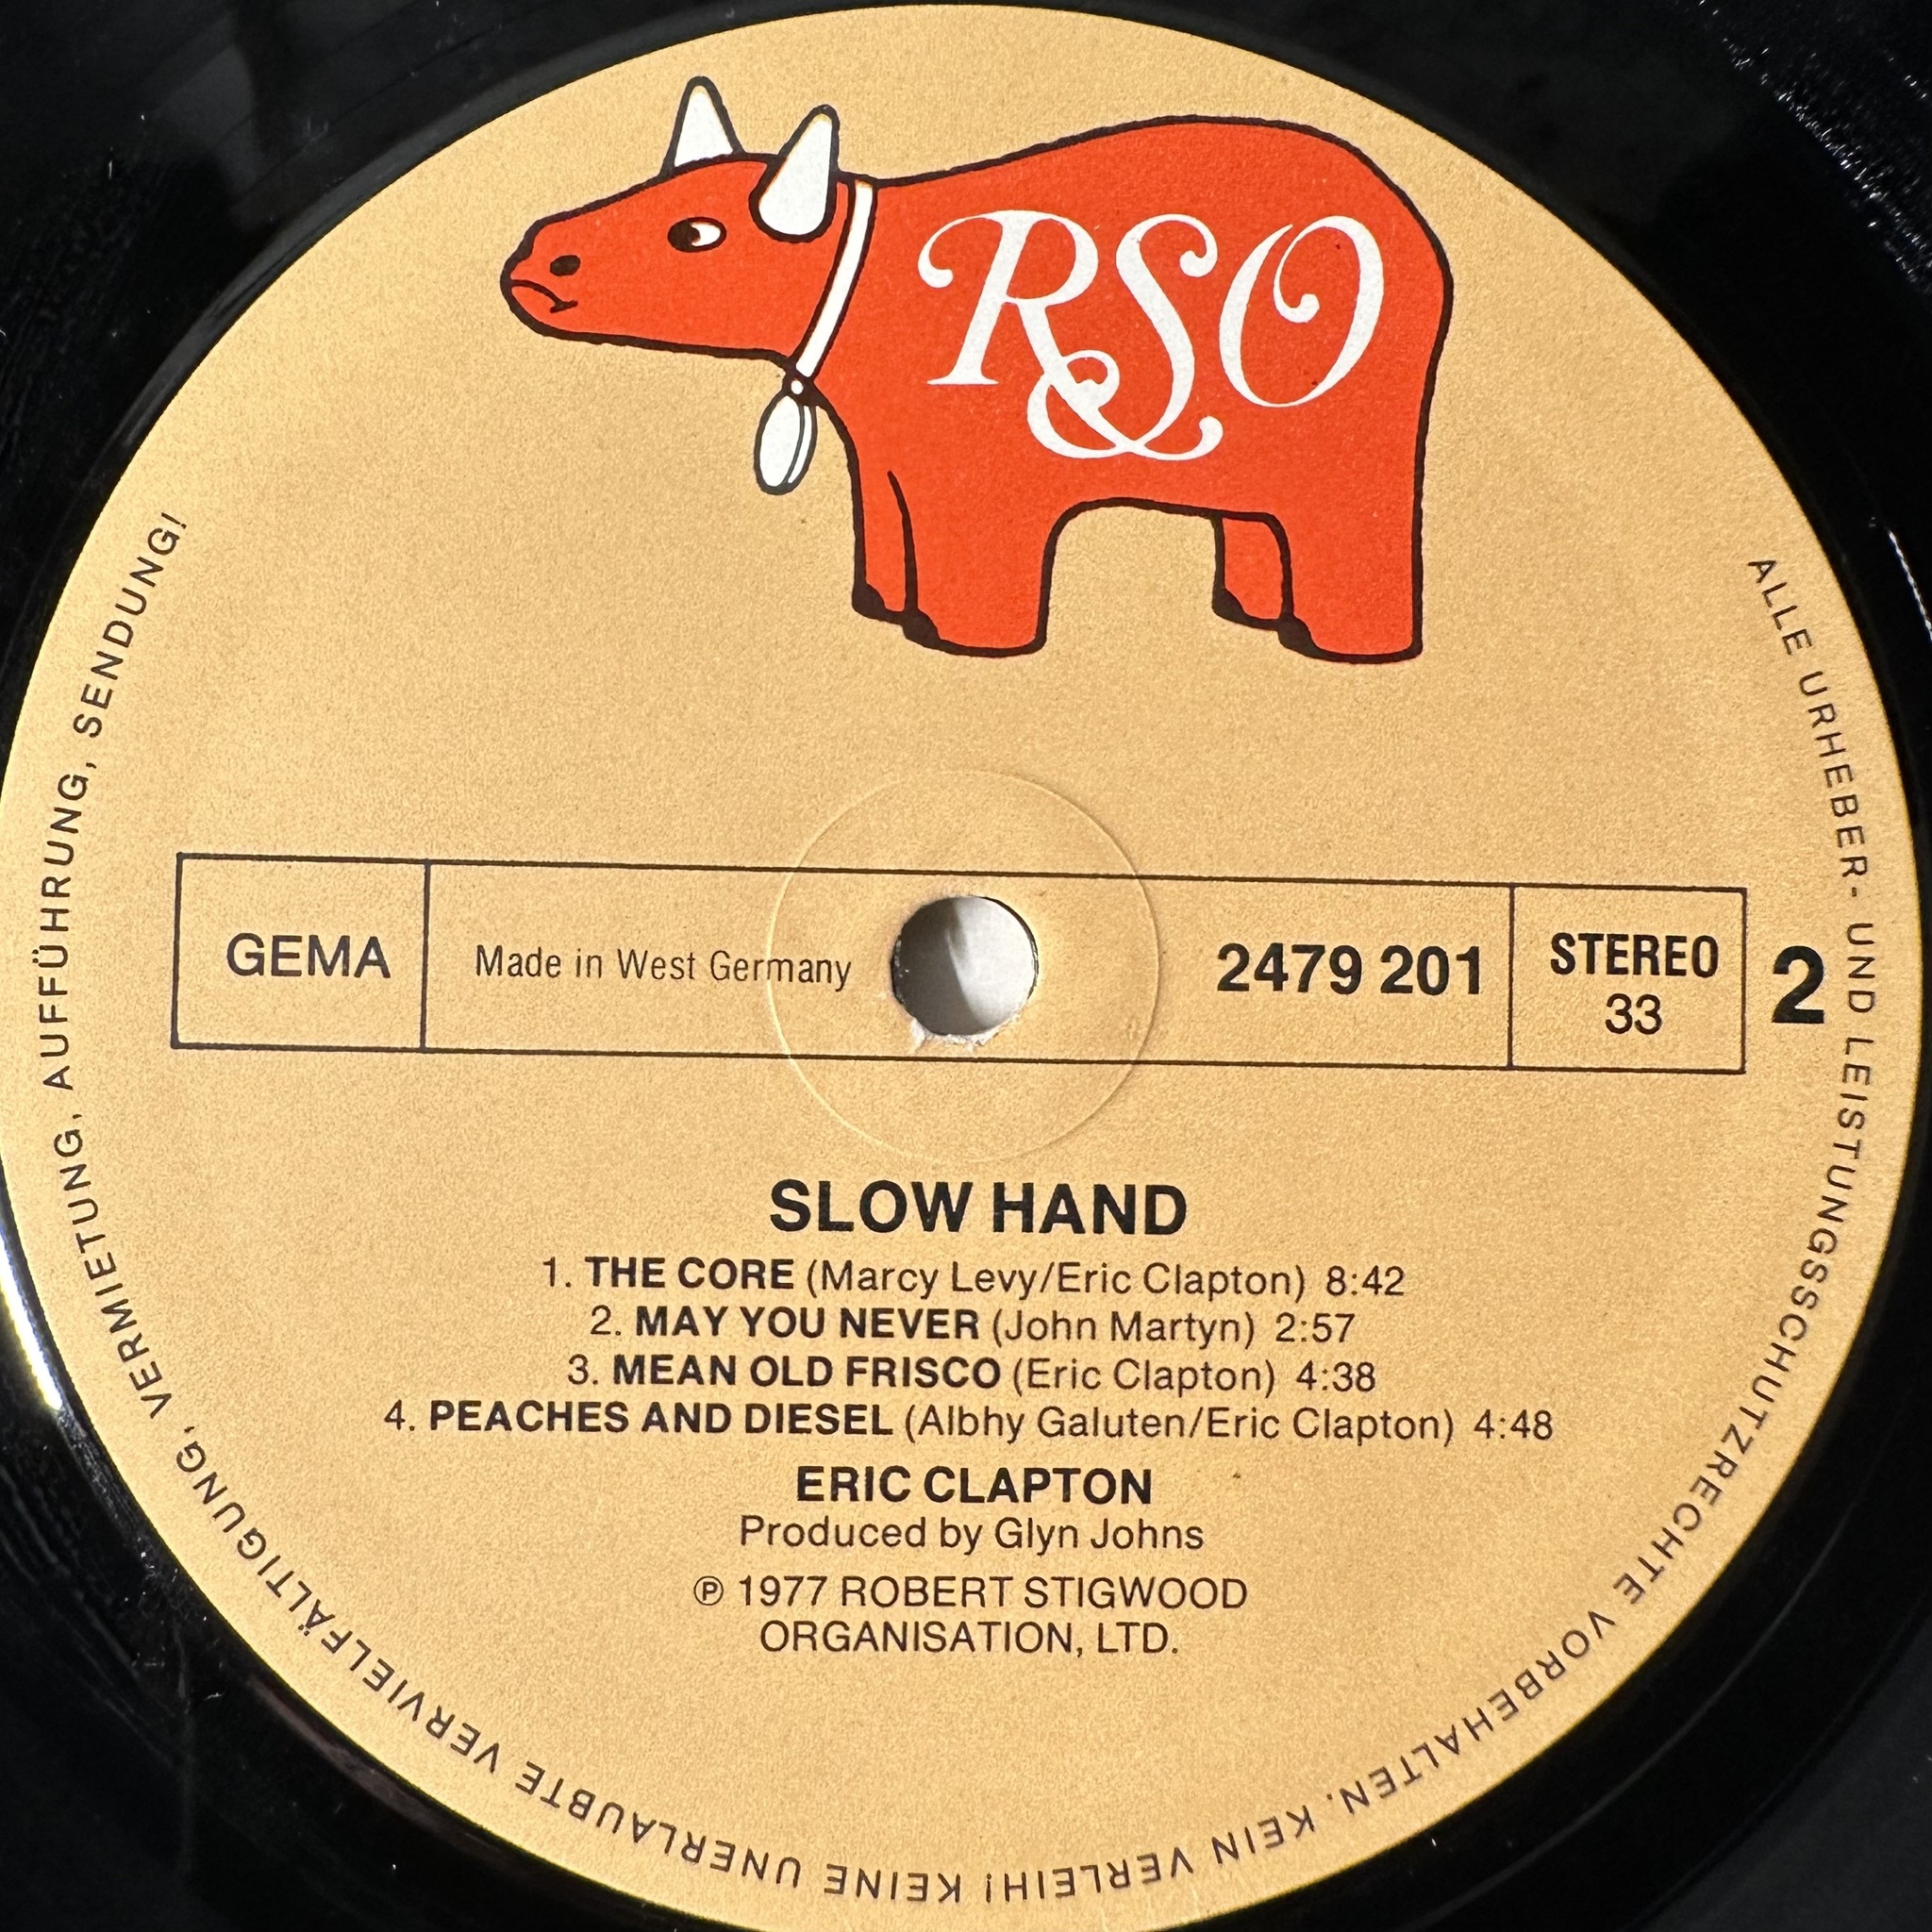 RSO
GEMA
Made in West Germany
2479 201
STEREO
33
2
SLOW HAND
1. THE CORE (Marcy Levy/Eric Clapton) 8:42
2. MAY YOU NEVER (John Martyn) 2:57
3. MEAN OLD FRISCO (Eric Clapton) 4:38
4. PEACHES AND DIESEL (Albhy Galuten/Eric Clapton) 4:48
ERIC CLAPTON
Produced by Glyn Johns
℗ 1977 ROBERT STIGWOOD
ORGANISATION, LTD.
ALLE URHEBER- UND LEISTUNGSSCHUTZRECHTE VORBEHALTEN. KEIN VERLEIH! KEINE UNERLAUBTE VERVIELFÄLTIGUNG, VERMIETUNG, AUFFÜHRUNG, SENDUNG!